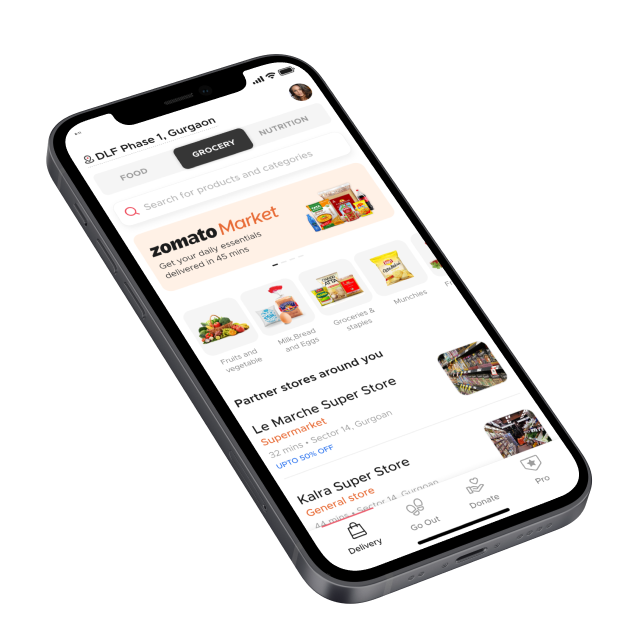 DLF Phase 1, Gurgaon
FOOD
GROCERY
NUTRITION
Search for products and categories
zomato Market
Get your daily essentials
delivered in 45 mins
Fruits and
vegetable
Milk,Bread
and Eggs
Groceries &
staples
Munchies
Partner stores around you
Le Marche Super Store
Supermarket
32 mins • Sector 14, Gurgoan
UPTO 50% OFF
Kalra Super Store
General store
44 mins • Sector 14, Gurgoan
Delivery
Go Out
Donate
Pro